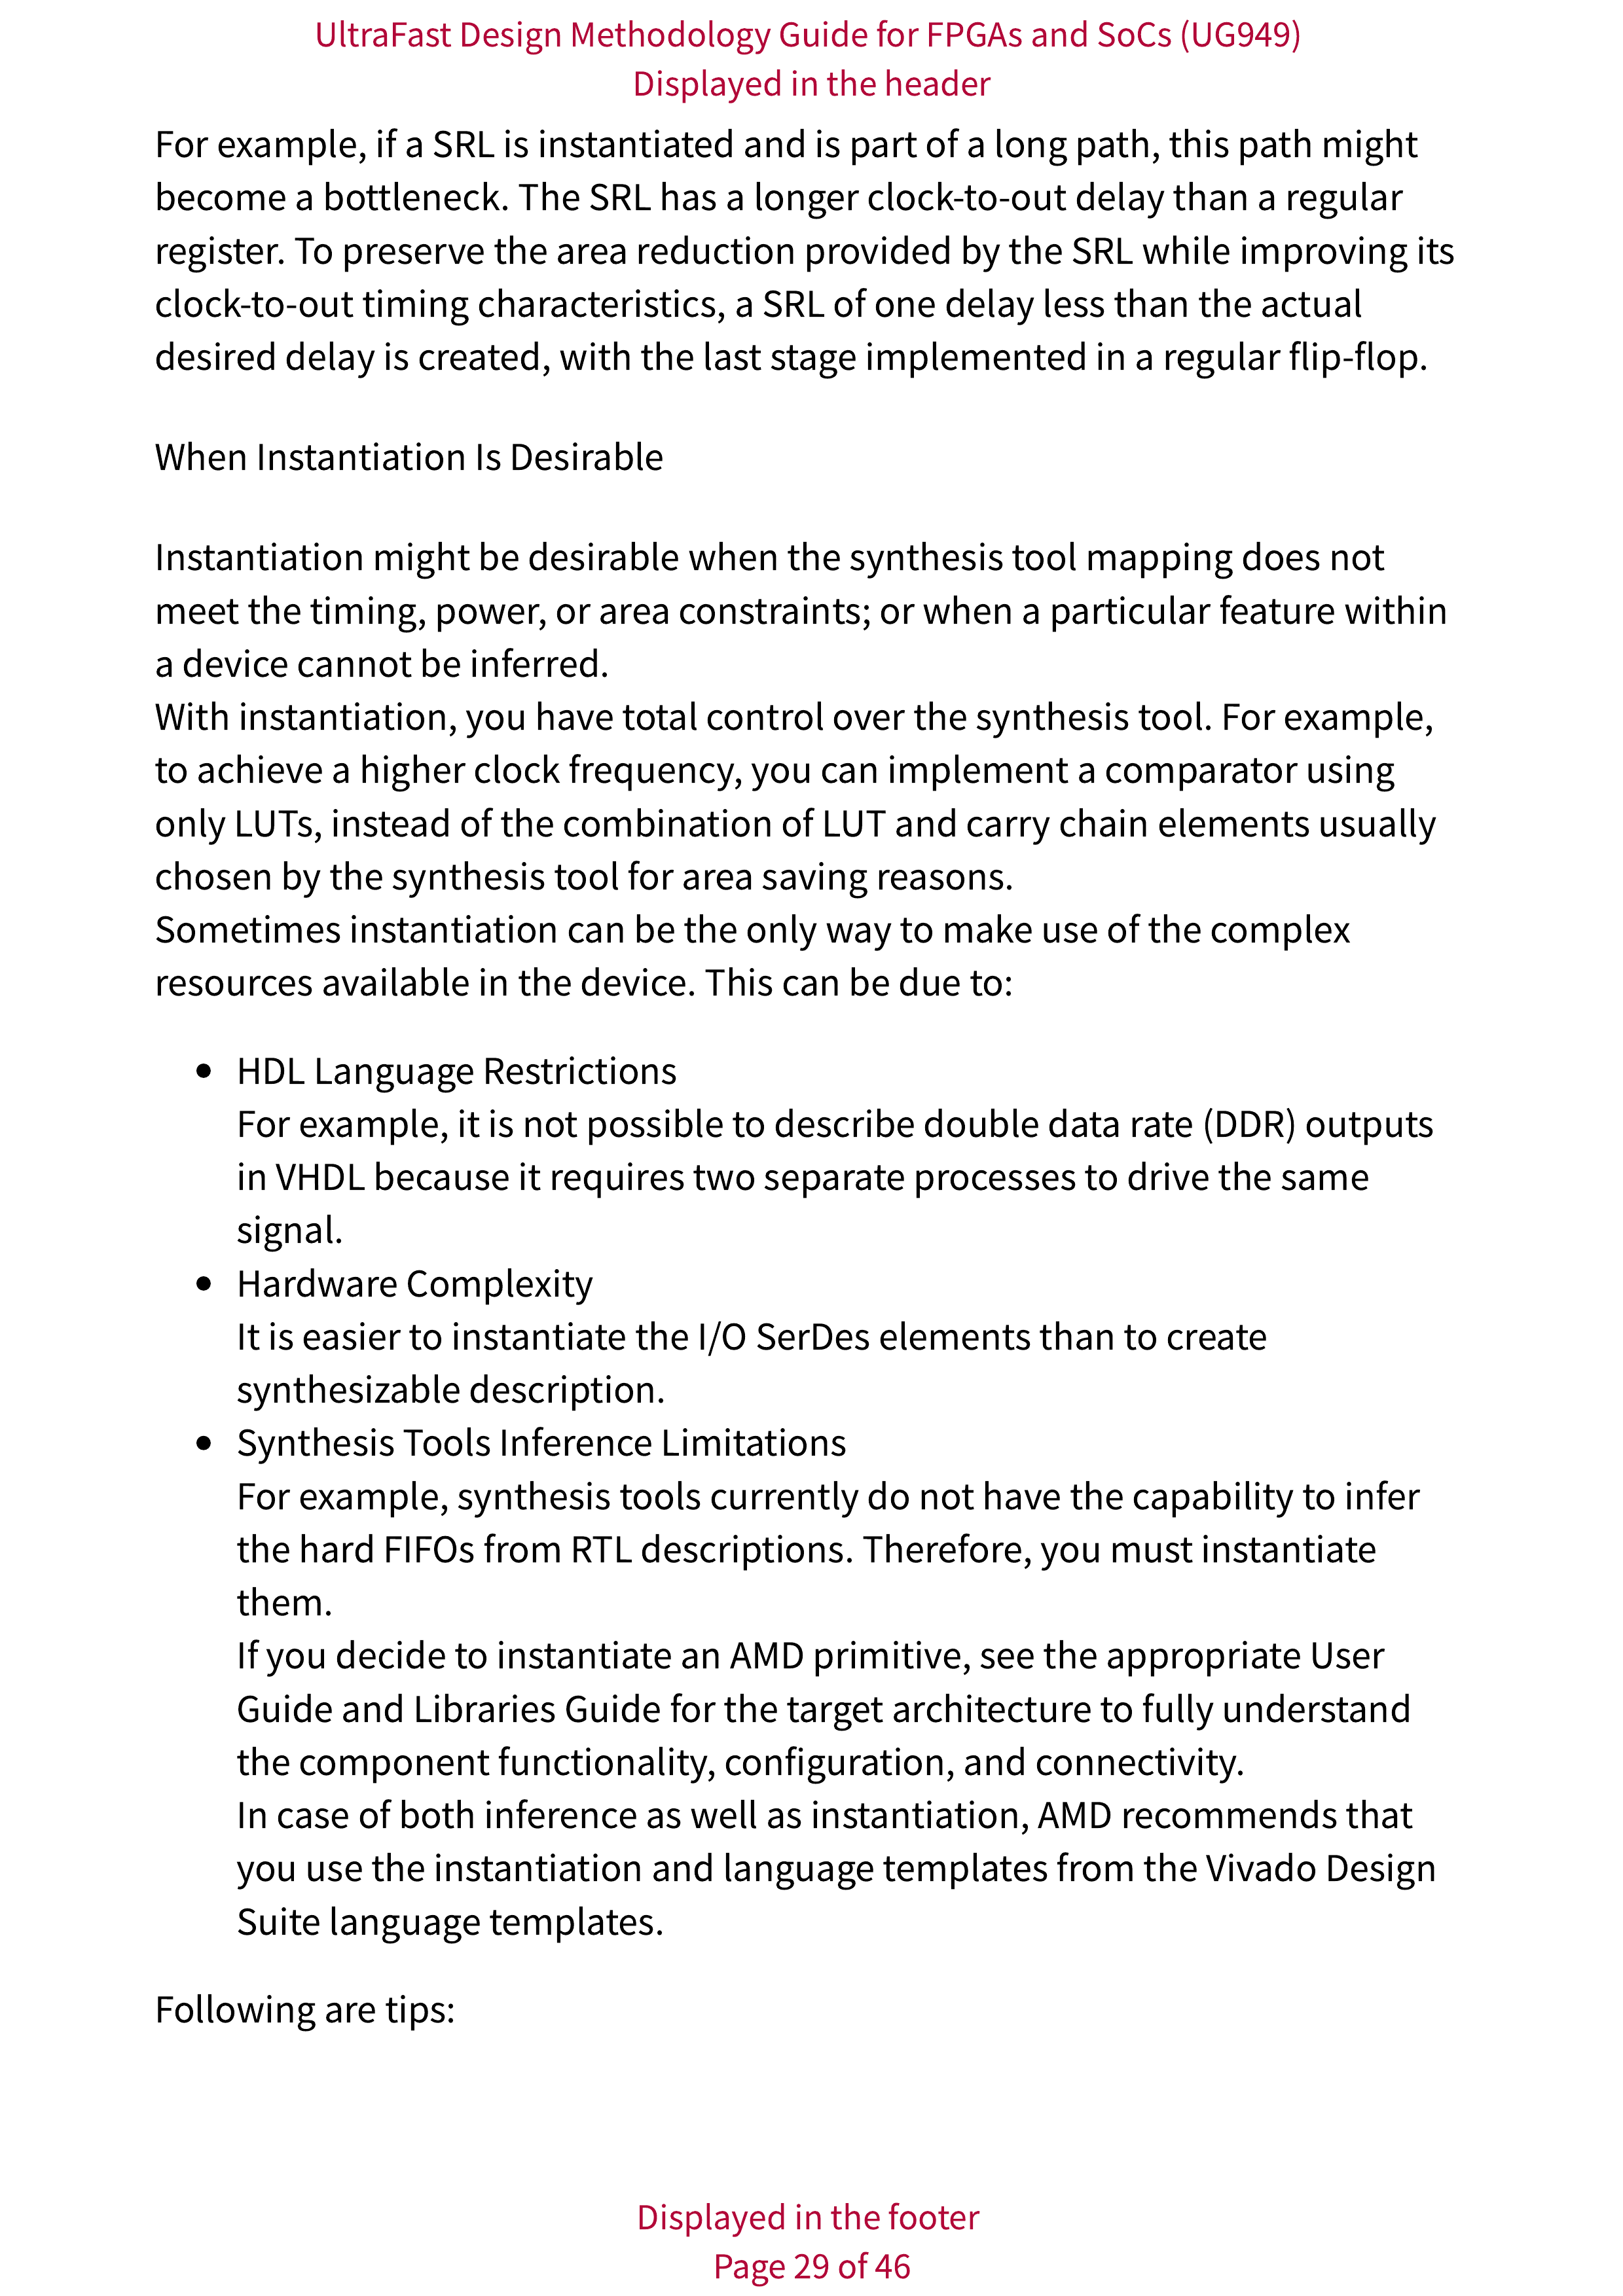 UltraFast Design Methodology Guide for FPGAs and SoCs (UG949)
Displayed in the header
For example, if a SRL is instantiated and is part of a long path, this path might
become a bottleneck. The SRL has a longer clock-to-out delay than a regular
register. To preserve the area reduction provided by the SRL while improving its
clock-to-out timing characteristics, a SRL of one delay less than the actual
desired delay is created, with the last stage implemented in a regular flip-flop.
When Instantiation Is Desirable
Instantiation might be desirable when the synthesis tool mapping does not
meet the timing, power, or area constraints; or when a particular feature within
a device cannot be inferred.
With instantiation, you have total control over the synthesis tool. For example,
to achieve a higher clock frequency, you can implement a comparator using
only LUTs, instead of the combination of LUT and carry chain elements usually
chosen by the synthesis tool for area saving reasons.
Sometimes instantiation can be the only way to make use of the complex
resources available in the device. This can be due to:
• HDL Language Restrictions
For example, it is not possible to describe double data rate (DDR) outputs
in VHDL because it requires two separate processes to drive the same
signal.
• Hardware Complexity
It is easier to instantiate the I/O SerDes elements than to create
synthesizable description.
• Synthesis Tools Inference Limitations
For example, synthesis tools currently do not have the capability to infer
the hard FIFOs from RTL descriptions. Therefore, you must instantiate
them.
If you decide to instantiate an AMD primitive, see the appropriate User
Guide and Libraries Guide for the target architecture to fully understand
the component functionality, configuration, and connectivity.
In case of both inference as well as instantiation, AMD recommends that
you use the instantiation and language templates from the Vivado Design
Suite language templates.
Following are tips:
Displayed in the footer
Page 29 of 46